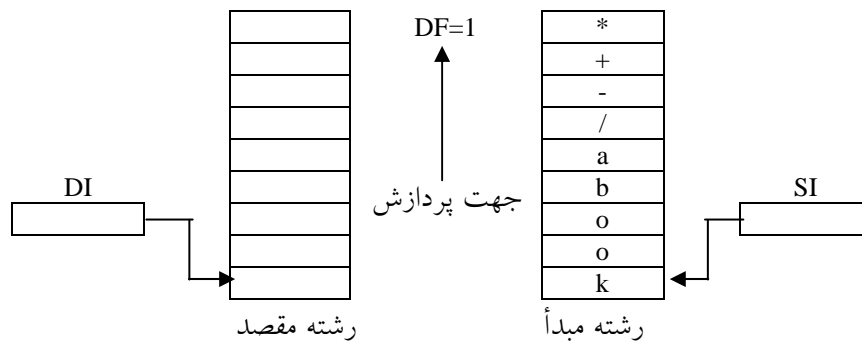 DF=1
*
+
-
/
a
b
o
o
k
DI
SI
جهت پردازش
رشته مقصد
رشته مبدأ